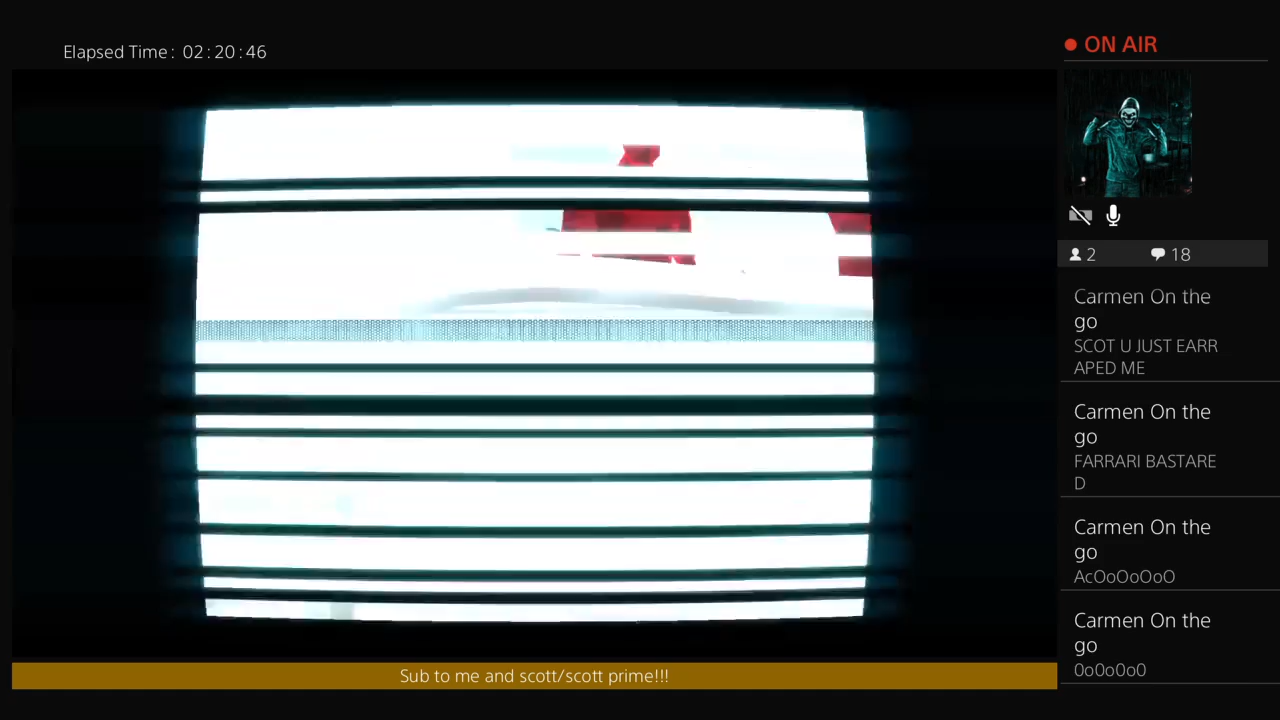 Elapsed Time: 02:20:46
ON AIR
2 18
Carmen On the
go
SCOT U JUST EARR
APED ME
Carmen On the
go
FARRARI BASTARE
D
Carmen On the
go
AcOoOoOoO
Carmen On the
go
0o0o0o0
Sub to me and scott/scott prime!!!